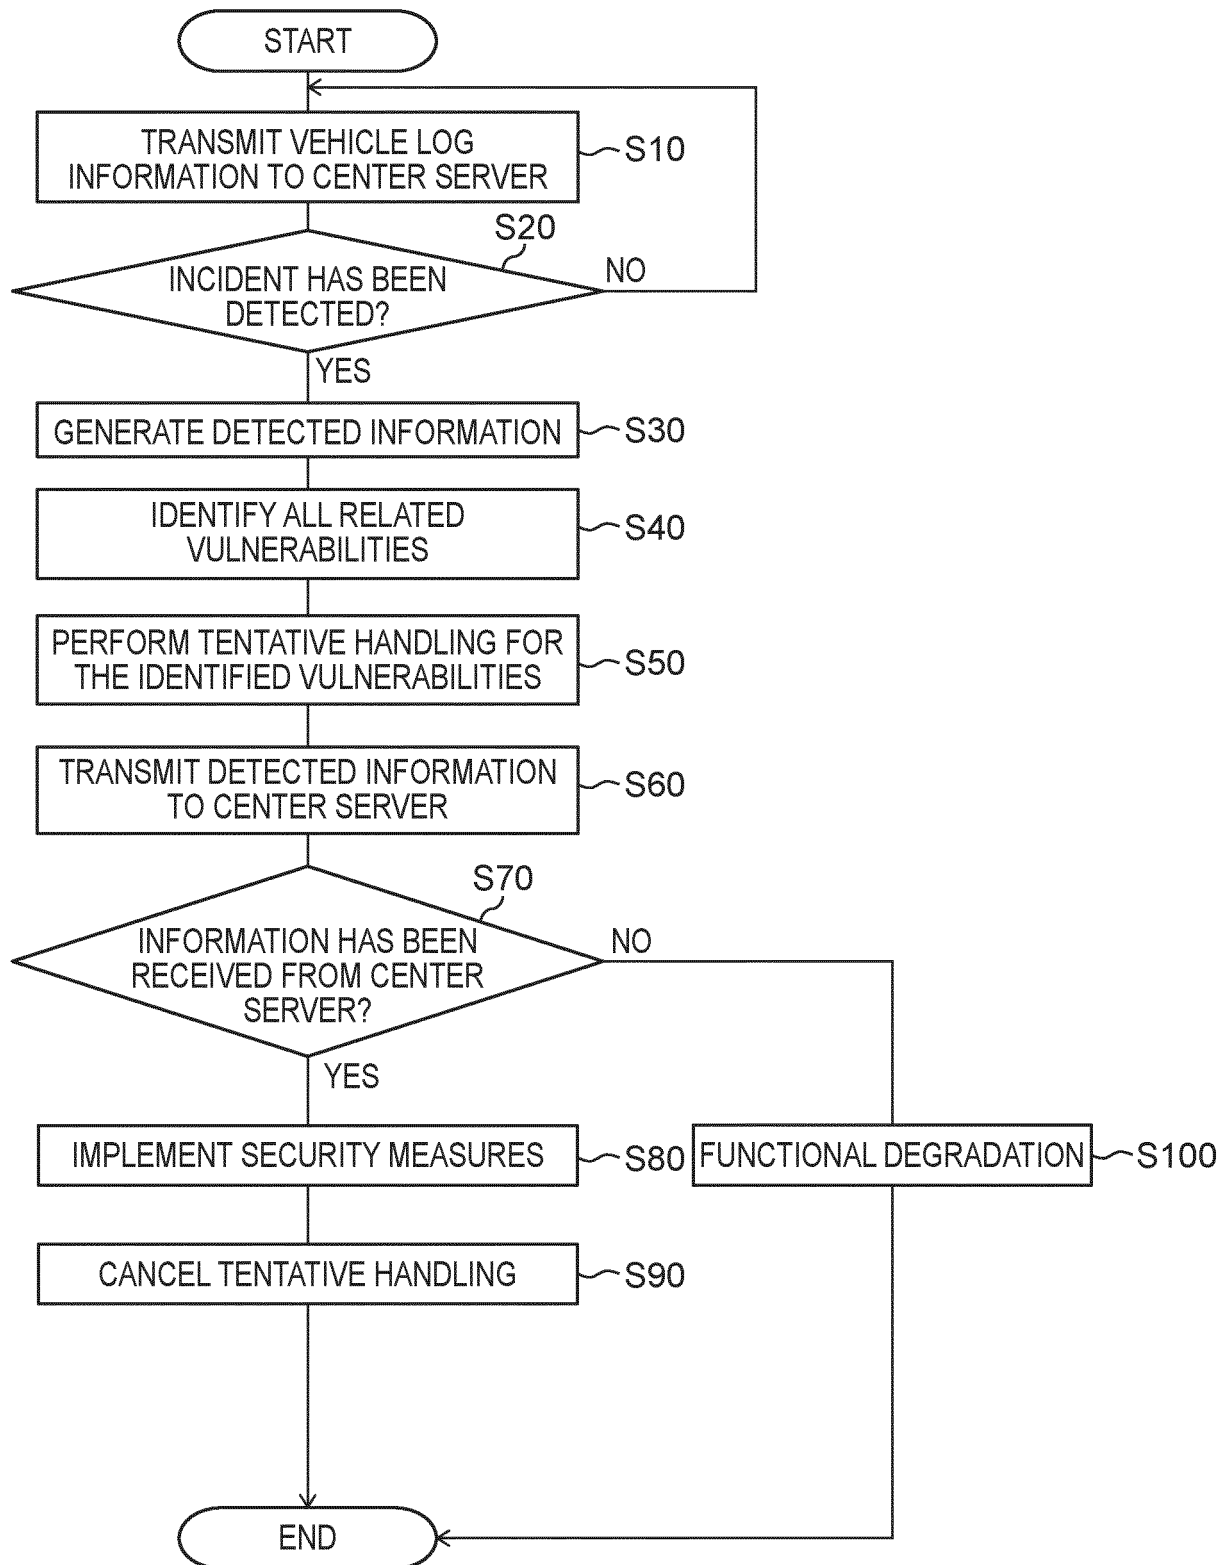 START
TRANSMIT VEHICLE LOG
INFORMATION TO CENTER SERVER
S10
S20
INCIDENT HAS BEEN
DETECTED?
NO
YES
GENERATE DETECTED INFORMATION
S30
IDENTIFY ALL RELATED
VULNERABILITIES
S40
PERFORM TENTATIVE HANDLING FOR
THE IDENTIFIED VULNERABILITIES
S50
TRANSMIT DETECTED INFORMATION
TO CENTER SERVER
S60
S70
INFORMATION HAS BEEN
RECEIVED FROM CENTER
SERVER?
NO
YES
IMPLEMENT SECURITY MEASURES
S80
FUNCTIONAL DEGRADATION
S100
CANCEL TENTATIVE HANDLING
S90
END